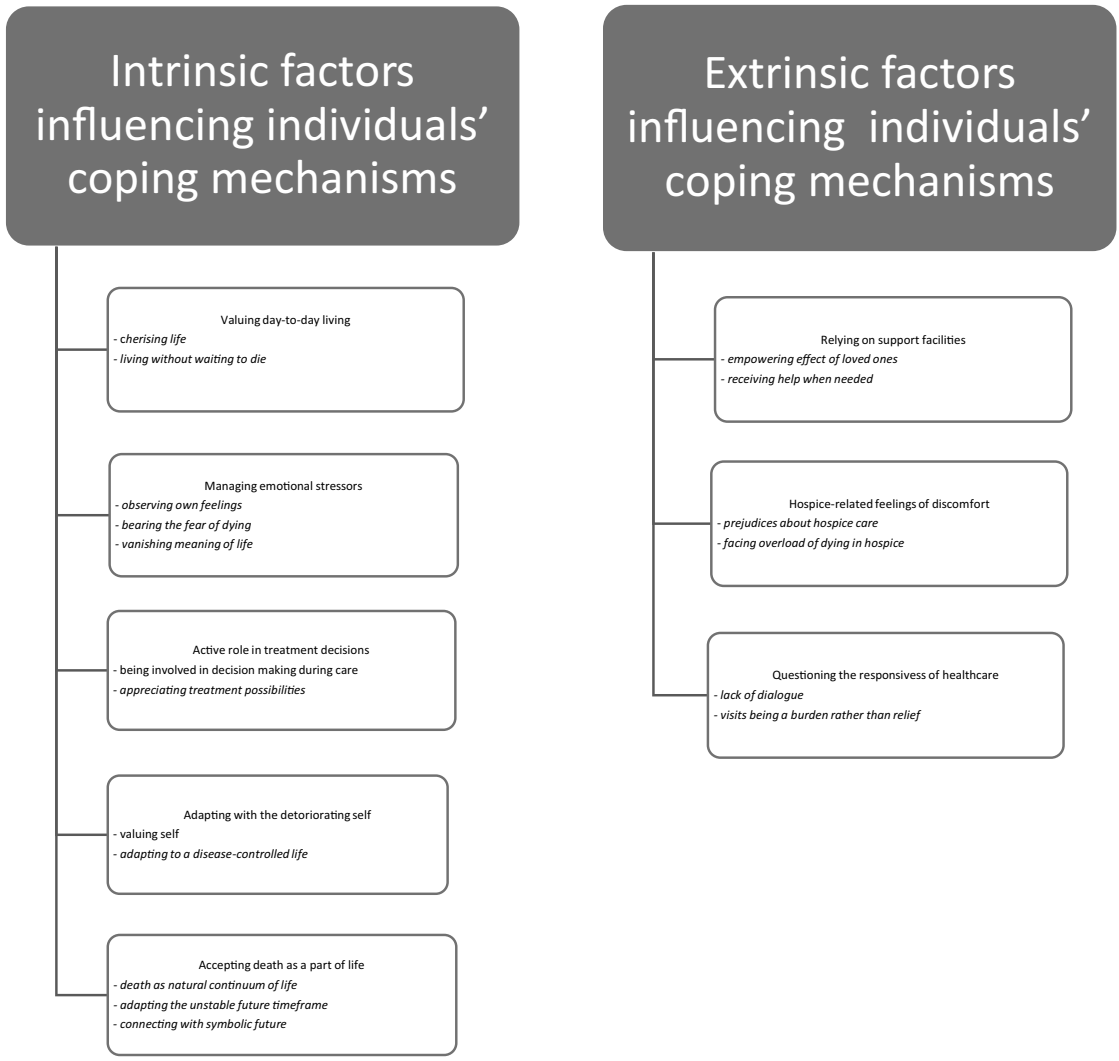 Intrinsic factors
influencing individuals’
coping mechanisms
Valuing day-to-day living
- cherising life
- living without waiting to die
Managing emotional stressors
- observing own feelings
- bearing the fear of dying
- vanishing meaning of life
Active role in treatment decisions
- being involved in decision making during care
- appreciating treatment possibilities
Adapting with the detoriorating self
- valuing self
- adapting to a disease-controlled life
Accepting death as a part of life
- death as natural continuum of life
- adapting the unstable future timeframe
- connecting with symbolic future
Extrinsic factors
influencing individuals’
coping mechanisms
Relying on support facilities
- empowering effect of loved ones
- receiving help when needed
Hospice-related feelings of discomfort
- prejudices about hospice care
- facing overload of dying in hospice
Questioning the responsivess of healthcare
- lack of dialogue
- visits being a burden rather than relief